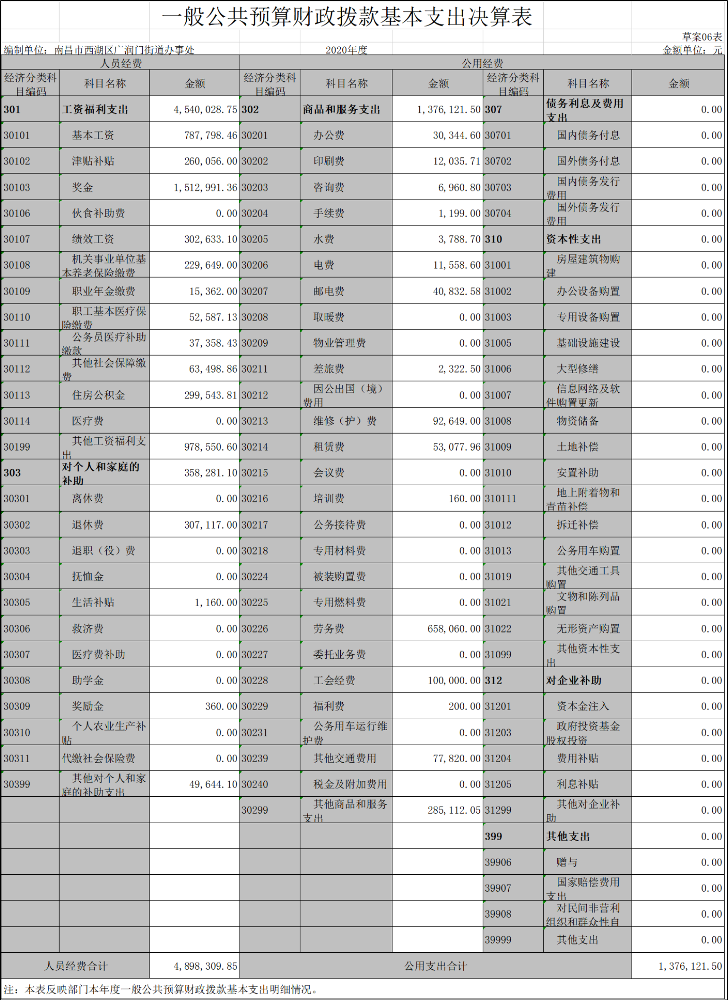 一般公共预算财政拨款基本支出决算表
草案06表
编制单位：南昌市西湖区广润门街道办事处 2020年度 金额单位：元
人员经费 公用经费
经济分类科目编码 科目名称 金额 经济分类科目编码 科目名称 金额 经济分类科目编码 科目名称 金额
301 工资福利支出 4,540,028.75 302 商品和服务支出 1,376,121.50 307 债务利息及费用支出 0.00
30101 基本工资 787,798.46 30201 办公费 30,344.60 30701 国内债务付息 0.00
30102 津贴补贴 260,056.00 30202 印刷费 12,035.71 30702 国外债务付息 0.00
30103 奖金 1,512,991.36 30203 咨询费 6,960.80 30703 国内债务发行费用 0.00
30106 伙食补助费 0.00 30204 手续费 1,199.00 30704 国外债务发行费用 0.00
30107 绩效工资 302,633.10 30205 水费 3,788.70 310 资本性支出 0.00
30108 机关事业单位基本养老保险缴费 229,649.00 30206 电费 11,558.60 31001 房屋建筑物购建 0.00
30109 职业年金缴费 15,362.00 30207 邮电费 40,832.58 31002 办公设备购置 0.00
30110 职工基本医疗保险缴费 52,587.13 30208 取暖费 0.00 31003 专用设备购置 0.00
30111 公务员医疗补助缴款 37,358.43 30209 物业管理费 0.00 31005 基础设施建设 0.00
30112 其他社会保障缴费 63,498.86 30211 差旅费 2,322.50 31006 大型修缮 0.00
30113 住房公积金 299,543.81 30212 因公出国（境）费用 0.00 31007 信息网络及软件购置更新 0.00
30114 医疗费 0.00 30213 维修（护）费 92,649.00 31008 物资储备 0.00
30199 其他工资福利支出 978,550.60 30214 租赁费 53,077.96 31009 土地补偿 0.00
303 对个人和家庭的补助 358,281.10 30215 会议费 0.00 31010 安置补助 0.00
30301 离休费 0.00 30216 培训费 160.00 310111 地上附着物和青苗补偿 0.00
30302 退休费 307,117.00 30217 公务接待费 0.00 31012 拆迁补偿 0.00
30303 退职（役）费 0.00 30218 专用材料费 0.00 31013 公务用车购置 0.00
30304 抚恤金 0.00 30224 被装购置费 0.00 31019 其他交通工具购置 0.00
30305 生活补贴 1,160.00 30225 专用燃料费 0.00 31021 文物和陈列品购置 0.00
30306 救济费 0.00 30226 劳务费 658,060.00 31022 无形资产购置 0.00
30307 医疗费补助 0.00 30227 委托业务费 0.00 31099 其他资本性支出 0.00
30308 助学金 0.00 30228 工会经费 100,000.00 312 对企业补助 0.00
30309 奖励金 360.00 30229 福利费 200.00 31201 资本金注入 0.00
30310 个人农业生产补贴 0.00 30231 公务用车运行维护费 0.00 31203 政府投资基金股权投资 0.00
30311 代缴社会保险费 0.00 30239 其他交通费用 77,820.00 31204 费用补贴 0.00
30399 其他对个人和家庭的补助支出 49,644.10 30240 税金及附加费用 0.00 31205 利息补贴 0.00
30299 其他商品和服务支出 285,112.05 31299 其他对企业补助 0.00
399 其他支出 0.00
39906 赠与 0.00
39907 国家赔偿费用支出 0.00
39908 对民间非营利组织和群众性自 0.00
39999 其他支出 0.00
人员经费合计 4,898,309.85 公用支出合计 1,376,121.50
注：本表反映部门本年度一般公共预算财政拨款基本支出明细情况。